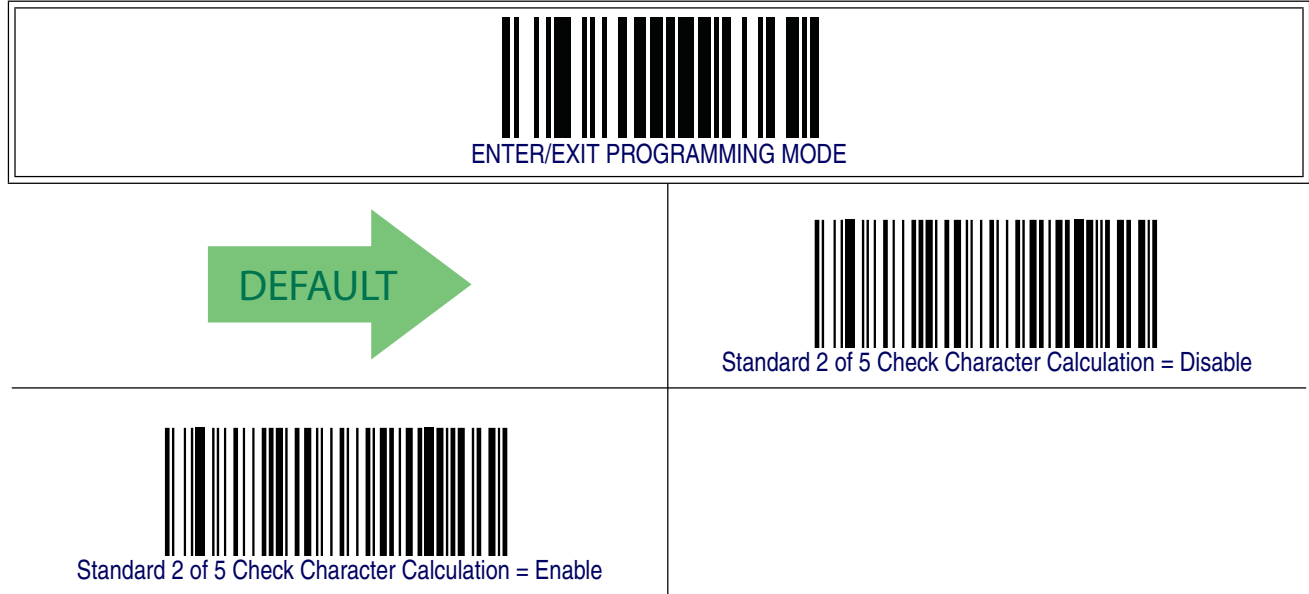 ENTER/EXIT PROGRAMMING MODE
DEFAULT
Standard 2 of 5 Check Character Calculation = Disable
Standard 2 of 5 Check Character Calculation = Enable